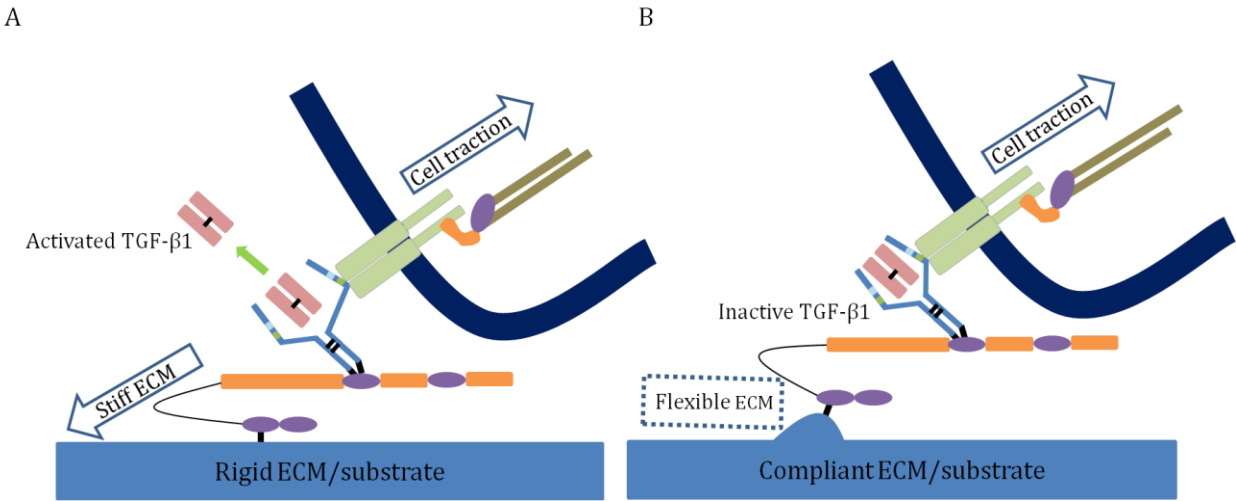 A
Cell traction
Activated TGF-β1
Stiff ECM
Rigid ECM/substrate
B
Cell traction
Inactive TGF-β1
Flexible ECM
Compliant ECM/substrate